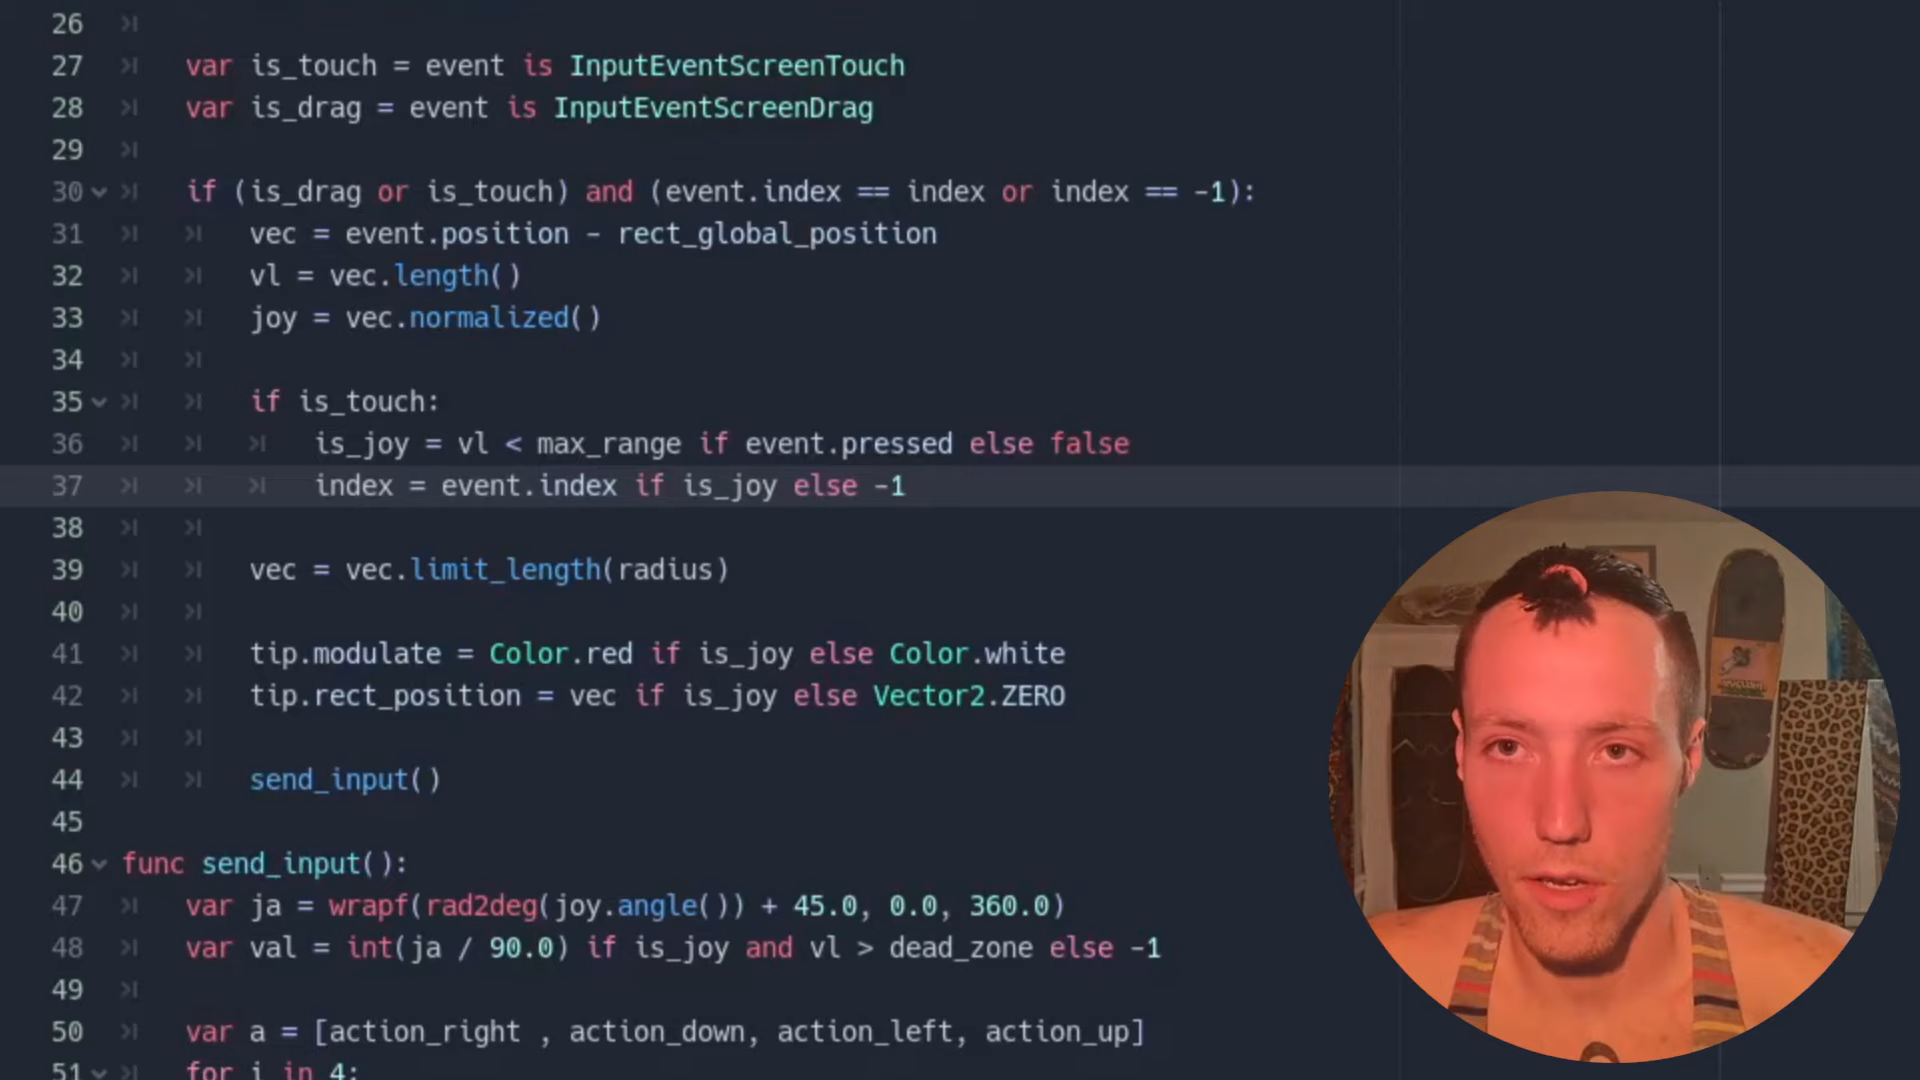 26
27 var is_touch = event is InputEventScreenTouch
28 var is_drag = event is InputEventScreenDrag
29
30 if (is_drag or is_touch) and (event.index == index or index == -1):
31 vec = event.position - rect_global_position
32 vl = vec.length()
33 joy = vec.normalized()
34
35 if is_touch:
36 is_joy = vl < max_range if event.pressed else false
37 index = event.index if is_joy else -1
38
39 vec = vec.limit_length(radius)
40
41 tip.modulate = Color.red if is_joy else Color.white
42 tip.rect_position = vec if is_joy else Vector2.ZERO
43
44 send_input()
45
46 func send_input():
47 var ja = wrapf(rad2deg(joy.angle()) + 45.0, 0.0, 360.0)
48 var val = int(ja / 90.0) if is_joy and vl > dead_zone else -1
49
50 var a = [action_right , action_down, action_left, action_up]
51 for i in 4: